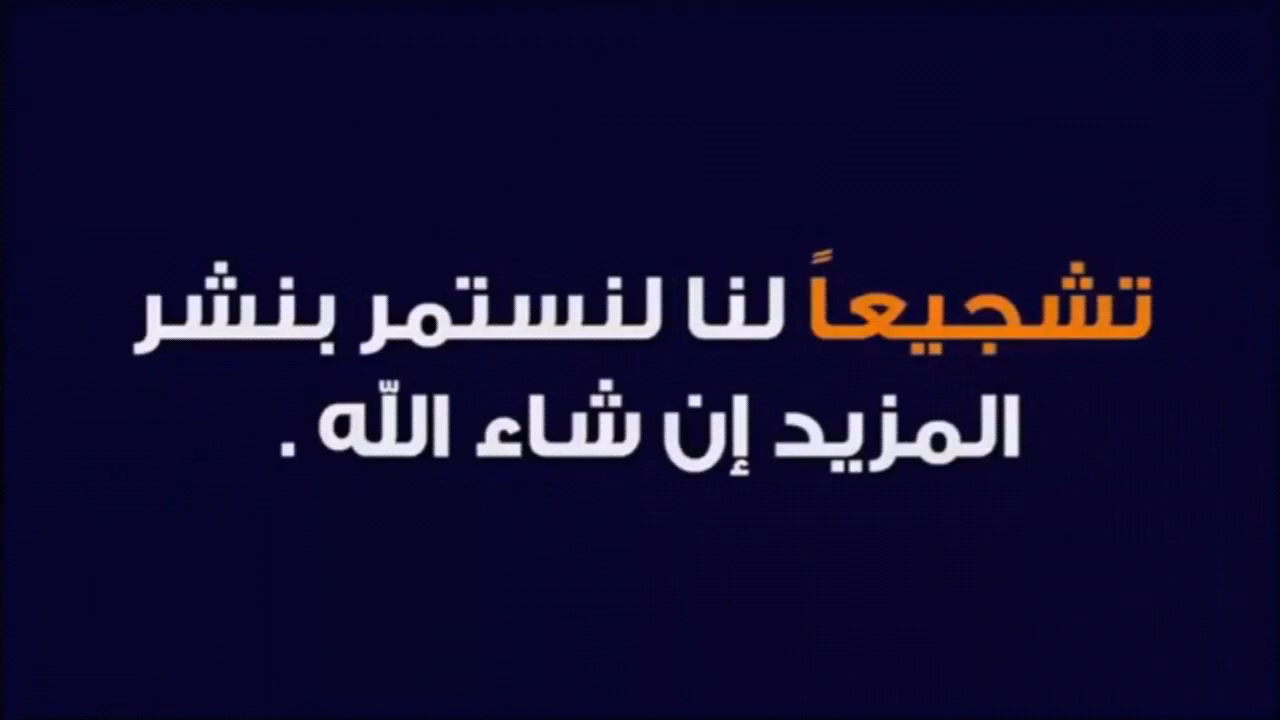 تشجيعاً لنا لنستمر بنشر
المزيد إن شاء اللّه .